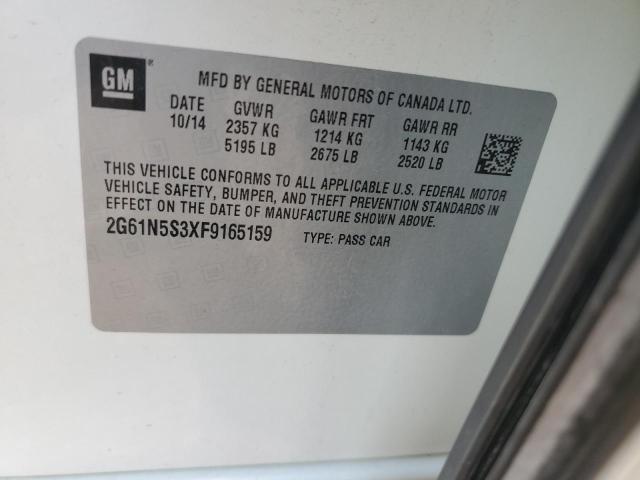 GM ®
MFD BY GENERAL MOTORS OF CANADA LTD.
DATE GVWR GAWR FRT GAWR RR
10/14 2357 KG 1214 KG 1143 KG
5195 LB 2675 LB 2520 LB
THIS VEHICLE CONFORMS TO ALL APPLICABLE U.S. FEDERAL MOTOR
VEHICLE SAFETY, BUMPER, AND THEFT PREVENTION STANDARDS IN
EFFECT ON THE DATE OF MANUFACTURE SHOWN ABOVE.
2G61N5S3XF9165159 TYPE: PASS CAR